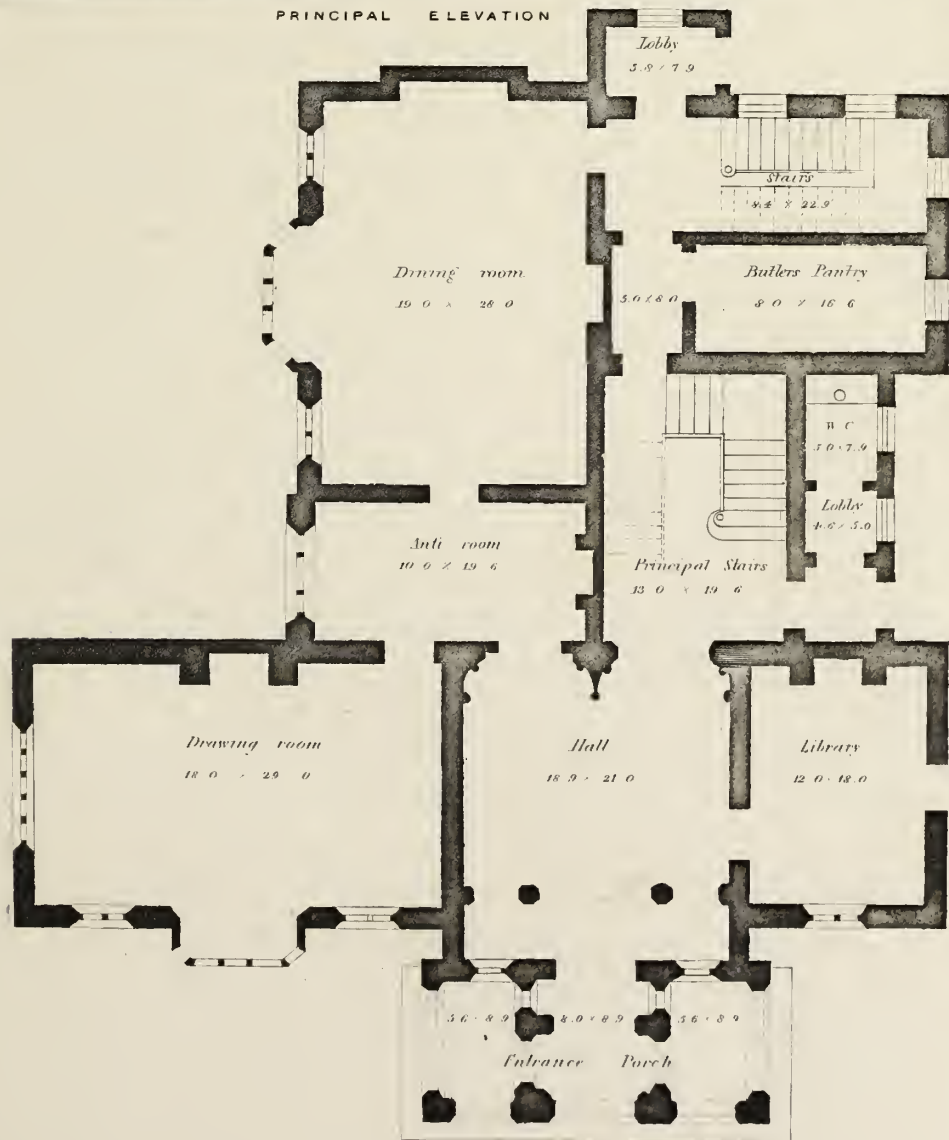 PRINCIPAL ELEVATION
Lobby
5.8 × 7.9
Stairs
8.4 × 22.9
Dining room
19 0 × 28 0
5.0 × 8 0
Butlers Pantry
8 0 × 16 6
W C
5.0 × 7.9
Lobby
4.6 × 5.0
Anti room
10 0 × 19 6
Principal Stairs
13 0 × 19 6
Drawing room
18 0 × 29 0
Hall
18 9 × 21 0
Library
12 0 × 18.0
5 6 × 8 9
8.0 × 8 9
5 6 × 8 9
Entrance Porch